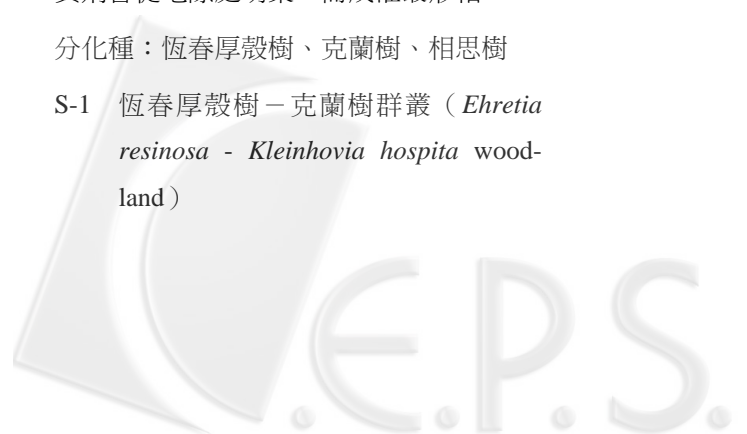 分化種：恆春厚殼樹、克蘭樹、相思樹
S-1 恆春厚殼樹－克蘭樹群叢（Ehretia
resinosa - Kleinhovia hospita wood-
land）
C.E.P.S.